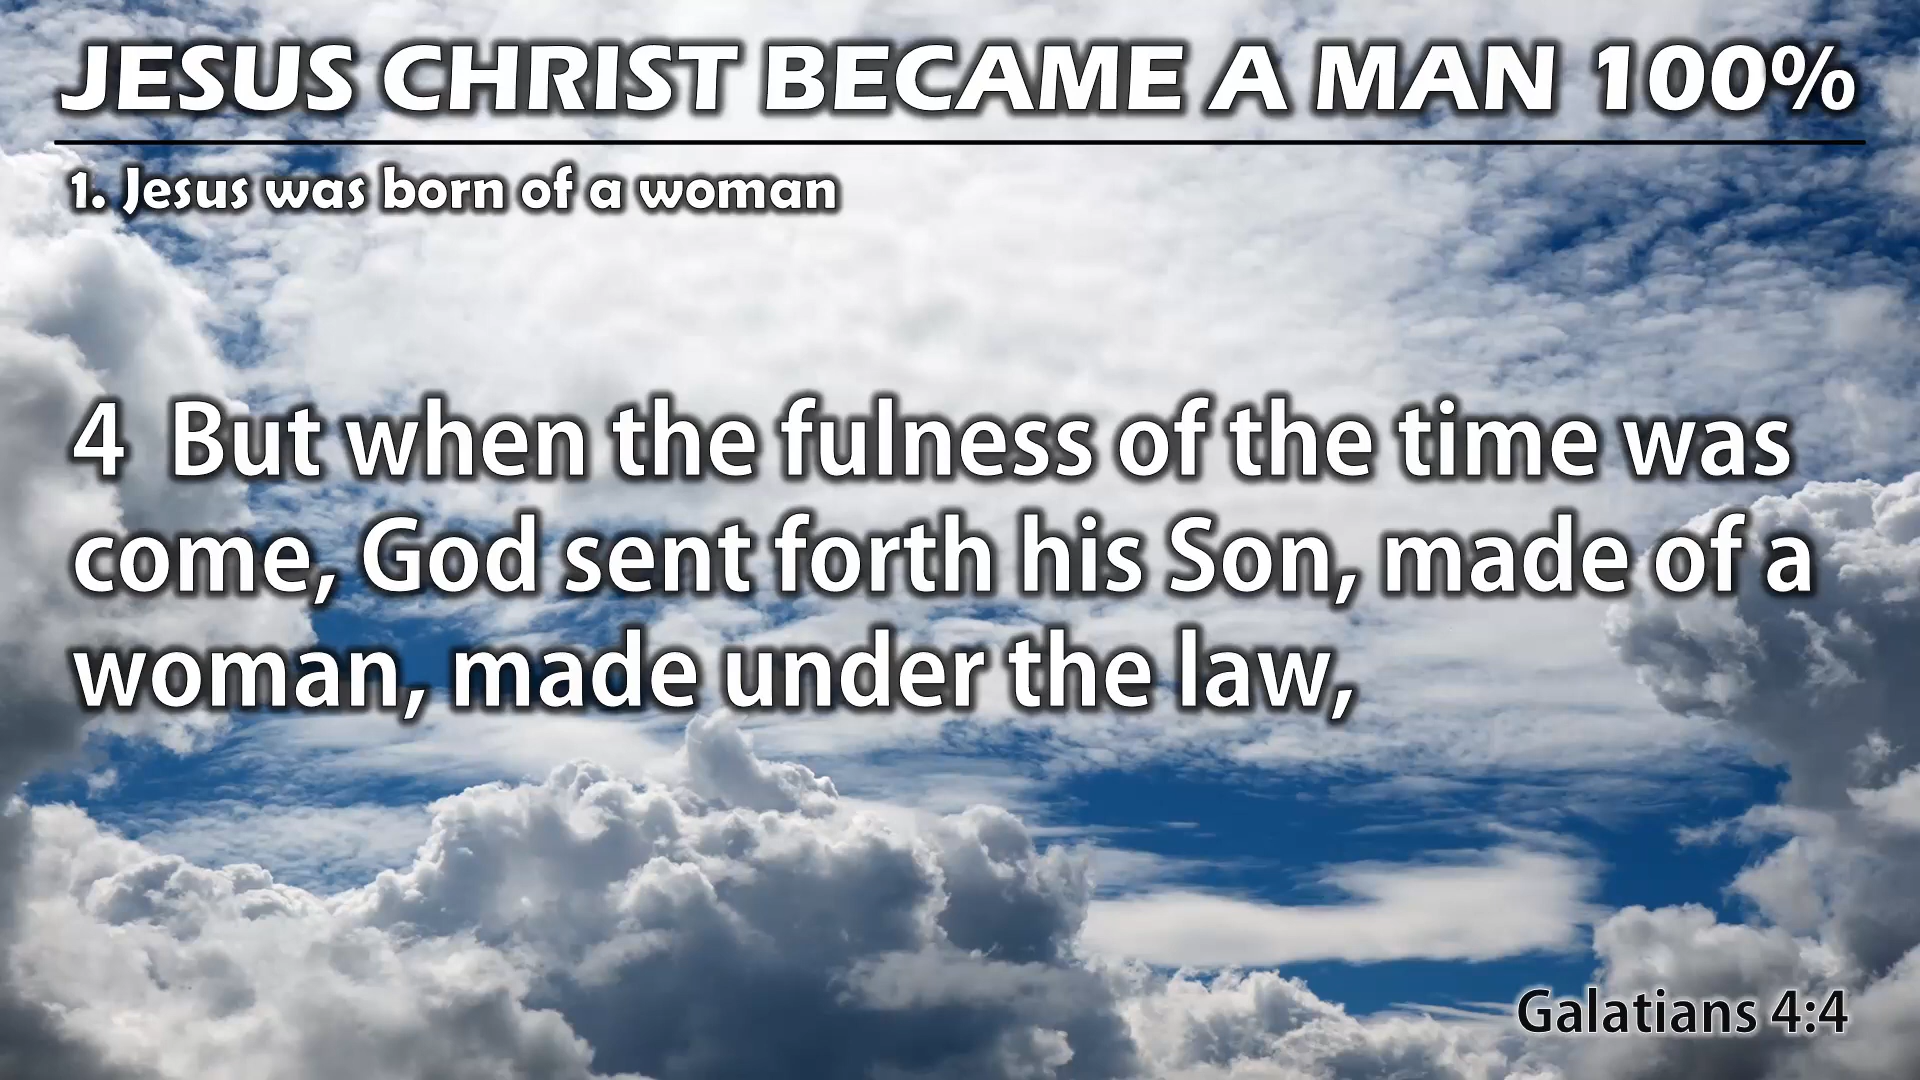 JESUS CHRIST BECAME A MAN 100%
1. Jesus was born of a woman
4 But when the fulness of the time was
come, God sent forth his Son, made of a
woman, made under the law,
Galatians 4:4